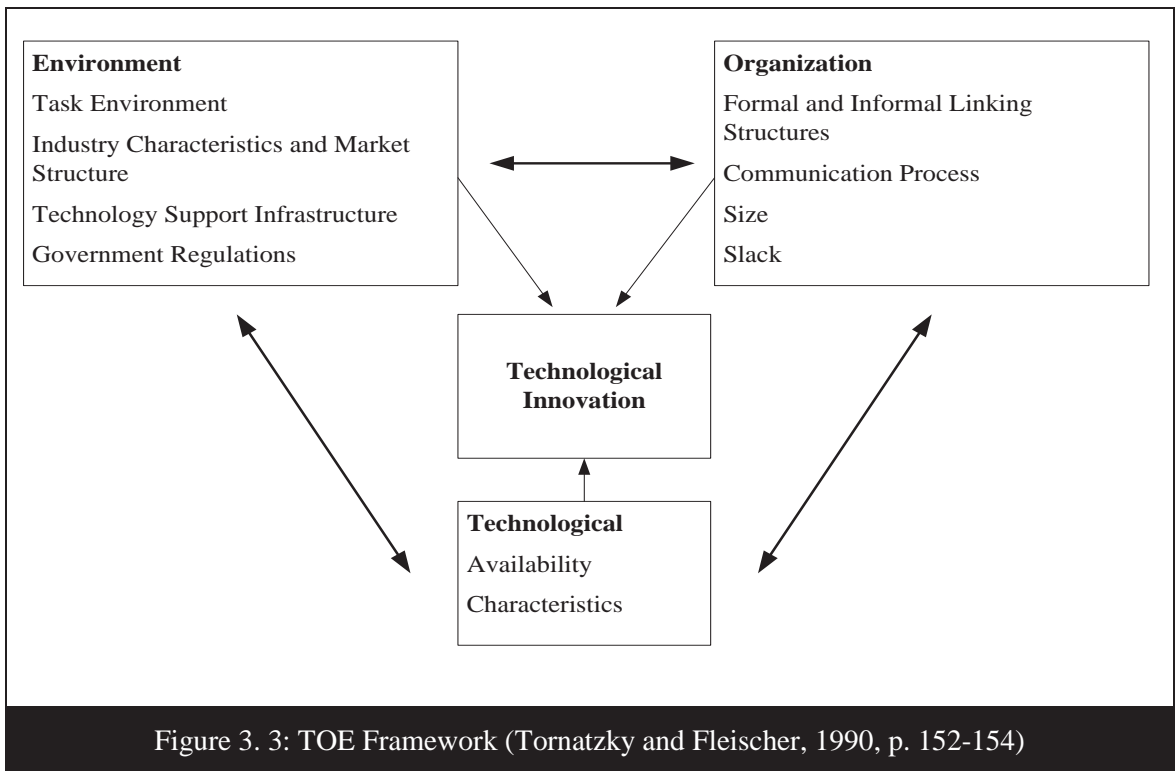 Environment
Task Environment
Industry Characteristics and Market
Structure
Technology Support Infrastructure
Government Regulations
Organization
Formal and Informal Linking
Structures
Communication Process
Size
Slack
Technological
Innovation
Technological
Availability
Characteristics
Figure 3. 3: TOE Framework (Tornatzky and Fleischer, 1990, p. 152-154)